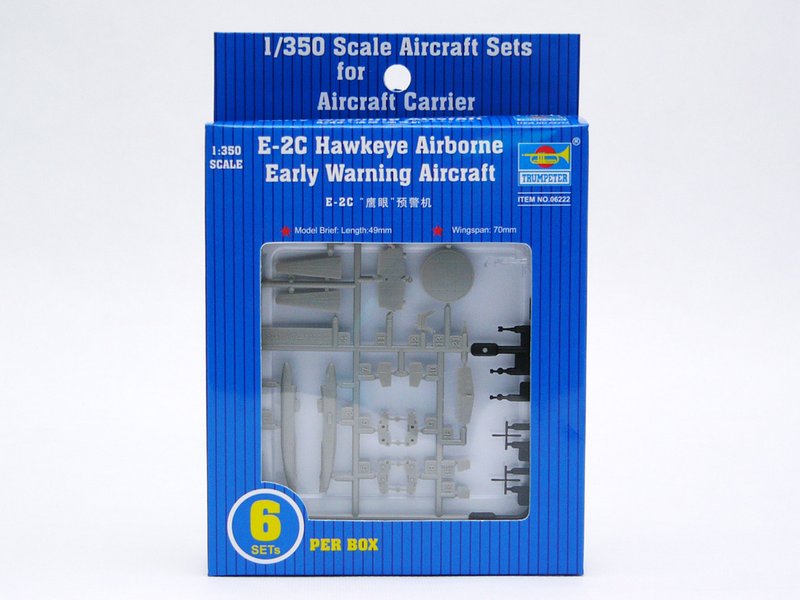 1/350 Scale Aircraft Sets
for
Aircraft Carrier
1:350
SCALE
E-2C Hawkeye Airborne
Early Warning Aircraft
E-2C "鹰眼"预警机
TRUMPETER
®
ITEM NO.06222
Model Brief: Length:49mm
Wingspan: 70mm
6
SETs
PER BOX